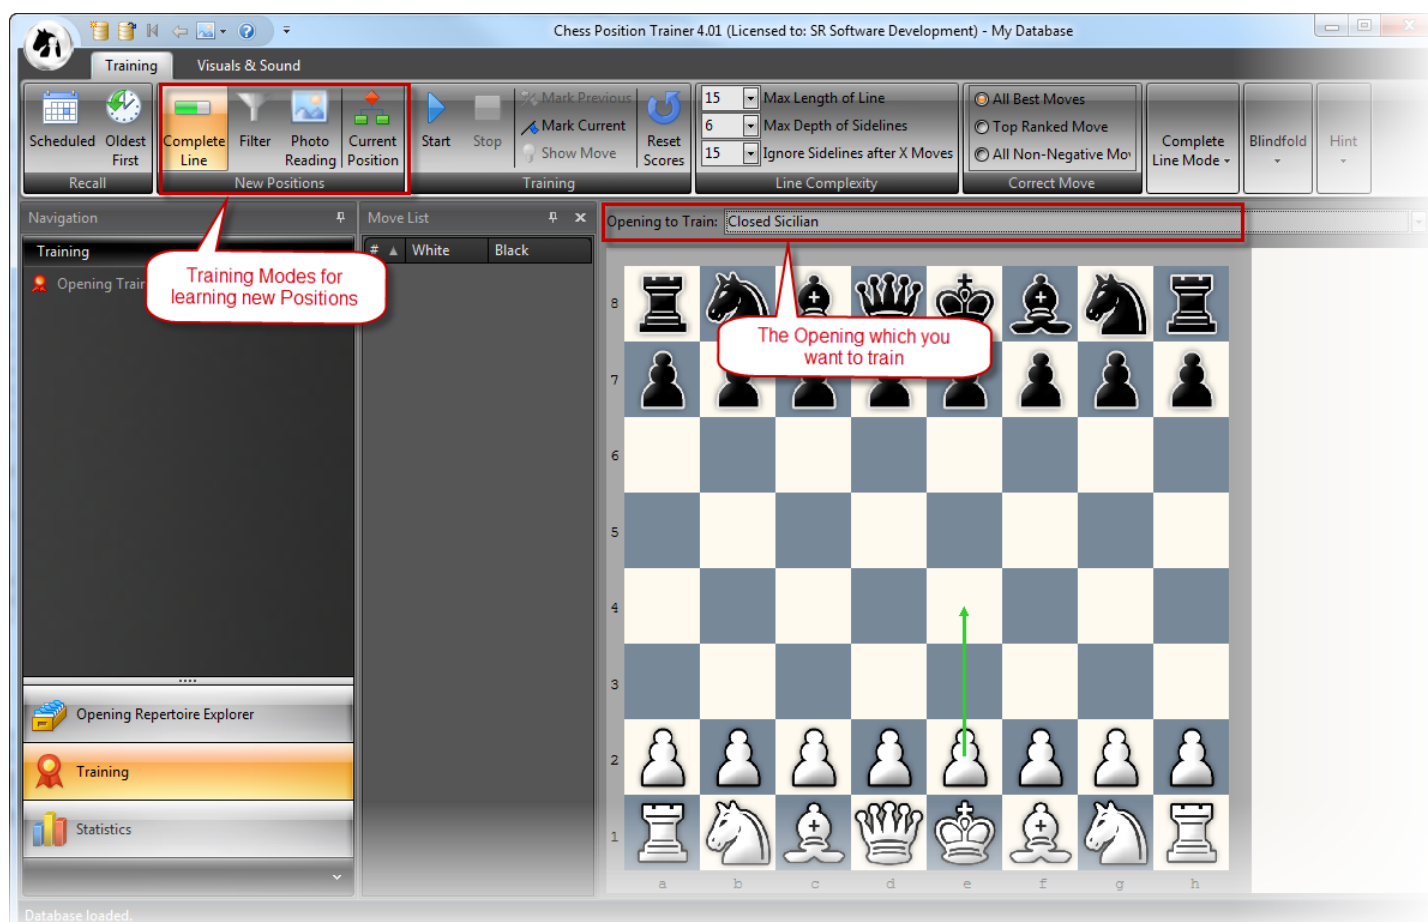 Chess Position Trainer 4.01 (Licensed to: SR Software Development) - My Database
Training
Visuals & Sound
Scheduled
Oldest
First
Recall
Complete
Line
Filter
Photo
Reading
Current
Position
New Positions
Start
Stop
Mark Previous
Mark Current
Show Move
Reset
Scores
Training
15 Max Length of Line
6 Max Depth of Sidelines
15 Ignore Sidelines after X Moves
Line Complexity
All Best Moves
Top Ranked Move
All Non-Negative Mov
Correct Move
Complete
Line Mode
Blindfold
Hint
Navigation
Training
Opening Train
Training Modes for
learning new Positions
Move List
# White Black
Opening to Train: Closed Sicilian
The Opening which you
want to train
8
7
6
5
4
3
2
1
a b c d e f g h
Opening Repertoire Explorer
Training
Statistics
Database loaded.